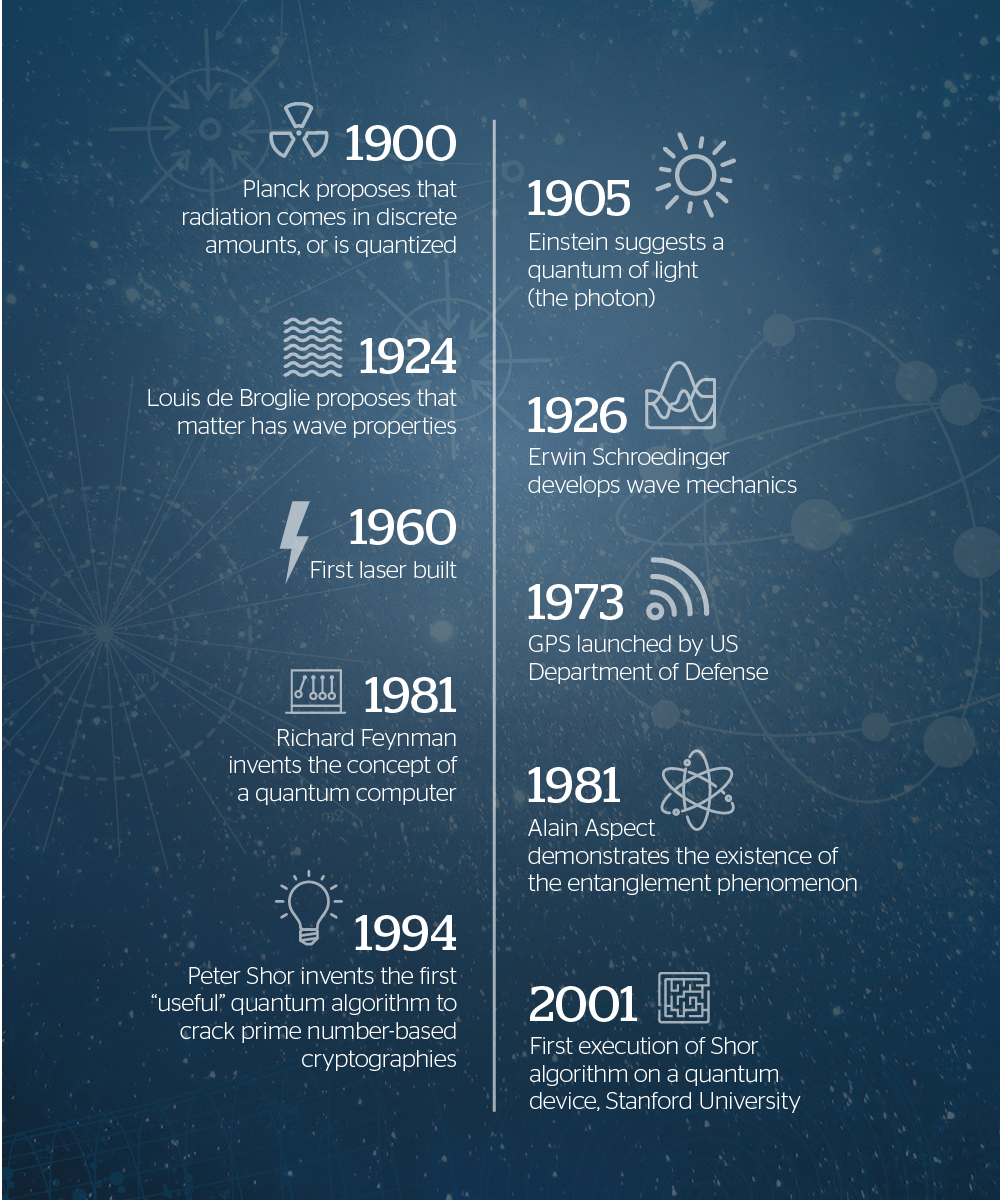 1900
Planck proposes that
radiation comes in discrete
amounts, or is quantized
1905
Einstein suggests a
quantum of light
(the photon)
1924
Louis de Broglie proposes that
matter has wave properties
1926
Erwin Schroedinger
develops wave mechanics
1960
First laser built
1973
GPS launched by US
Department of Defense
m1
1981
Richard Feynman
invents the concept of
a quantum computer
m2
1981
Alain Aspect
demonstrates the existence of
the entanglement phenomenon
1994
Peter Shor invents the first
“useful” quantum algorithm to
crack prime number-based
cryptographies
2001
First execution of Shor
algorithm on a quantum
device, Stanford University